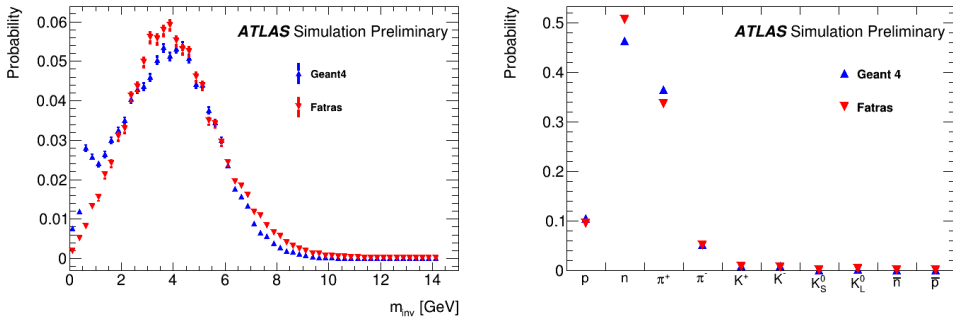 Probability
0.06
0.05
0.04
0.03
0.02
0.01
0
ATLAS Simulation Preliminary
Geant4
Fatras
0 2 4 6 8 10 12 14
m_inv [GeV]
Probability
0.5
0.4
0.3
0.2
0.1
0
ATLAS Simulation Preliminary
Geant 4
Fatras
p n π⁺ π⁻ K⁺ K⁻ K⁰_S K⁰_L n̅ p̅